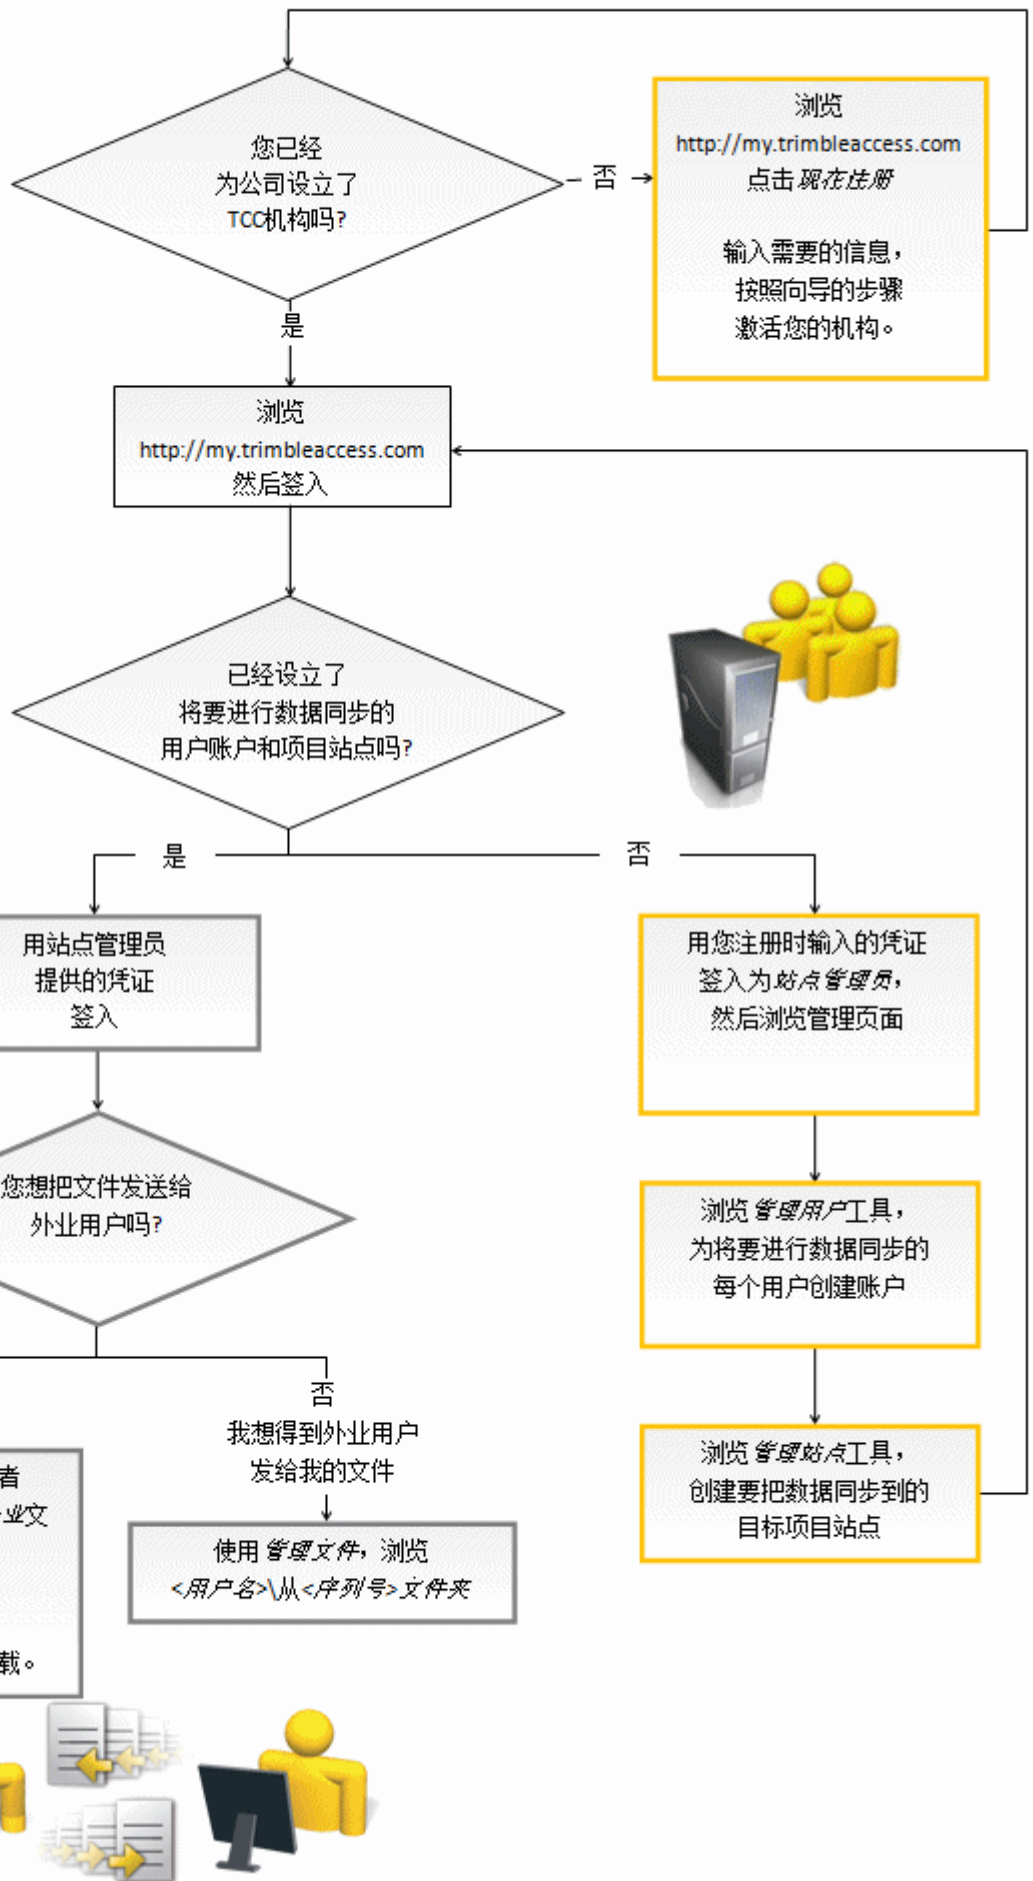 您已经
为公司设立了
TCC机构吗?
否
浏览
http://my.trimbleaccess.com
点击现在注册
输入需要的信息，
按照向导的步骤
激活您的机构。
是
浏览
http://my.trimbleaccess.com
然后签入
已经设立了
将要进行数据同步的
用户账户和项目站点吗?
是
否
用站点管理员
提供的凭证
签入
用您注册时输入的凭证
签入为站点管理员，
然后浏览管理页面
您想把文件发送给
外业用户吗?
浏览管理用户工具，
为将要进行数据同步的
每个用户创建账户
否
我想得到外业用户
发给我的文件
浏览管理站点工具，
创建要把数据同步到的
目标项目站点
者
业文
载。
使用管理文件，浏览
<用户名>\从<序列号>文件夹